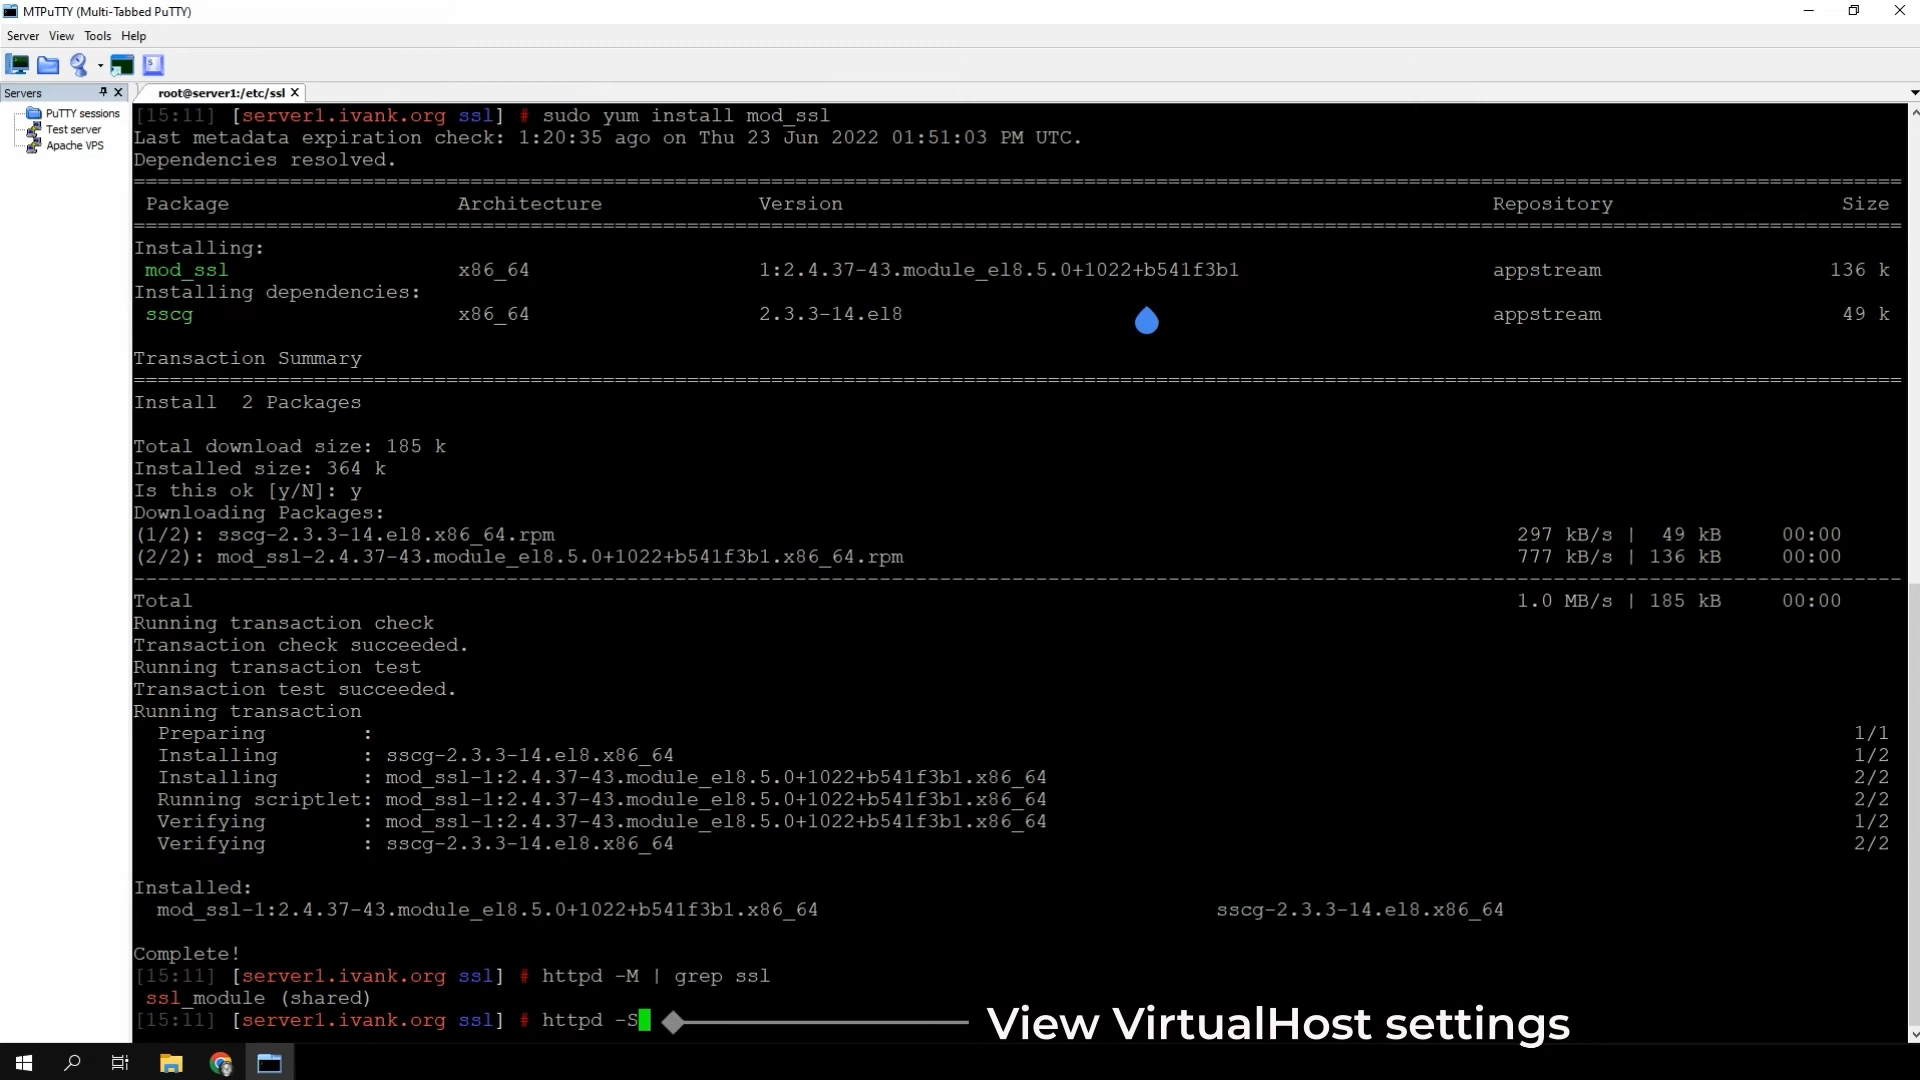 MTPuTTY (Multi-Tabbed PuTTY)
Server View Tools Help
Servers
PuTTY sessions
Test server
Apache VPS
root@server1:/etc/ssl
[15:11] [server1.ivank.org ssl] # sudo yum install mod_ssl
Last metadata expiration check: 1:20:35 ago on Thu 23 Jun 2022 01:51:03 PM UTC.
Dependencies resolved.
================================================================================
Package Architecture Version Repository Size
================================================================================
Installing:
mod_ssl x86_64 1:2.4.37-43.module_el8.5.0+1022+b541f3b1 appstream 136 k
Installing dependencies:
sscg x86_64 2.3.3-14.el8 appstream 49 k
Transaction Summary
================================================================================
Install 2 Packages
Total download size: 185 k
Installed size: 364 k
Is this ok [y/N]: y
Downloading Packages:
(1/2): sscg-2.3.3-14.el8.x86_64.rpm 297 kB/s | 49 kB 00:00
(2/2): mod_ssl-2.4.37-43.module_el8.5.0+1022+b541f3b1.x86_64.rpm 777 kB/s | 136 kB 00:00
--------------------------------------------------------------------------------
Total 1.0 MB/s | 185 kB 00:00
Running transaction check
Transaction check succeeded.
Running transaction test
Transaction test succeeded.
Running transaction
Preparing : 1/1
Installing : sscg-2.3.3-14.el8.x86_64 1/2
Installing : mod_ssl-1:2.4.37-43.module_el8.5.0+1022+b541f3b1.x86_64 2/2
Running scriptlet: mod_ssl-1:2.4.37-43.module_el8.5.0+1022+b541f3b1.x86_64 2/2
Verifying : mod_ssl-1:2.4.37-43.module_el8.5.0+1022+b541f3b1.x86_64 1/2
Verifying : sscg-2.3.3-14.el8.x86_64 2/2
Installed:
mod_ssl-1:2.4.37-43.module_el8.5.0+1022+b541f3b1.x86_64 sscg-2.3.3-14.el8.x86_64
Complete!
[15:11] [server1.ivank.org ssl] # httpd -M | grep ssl
ssl_module (shared)
[15:11] [server1.ivank.org ssl] # httpd -S
View VirtualHost settings